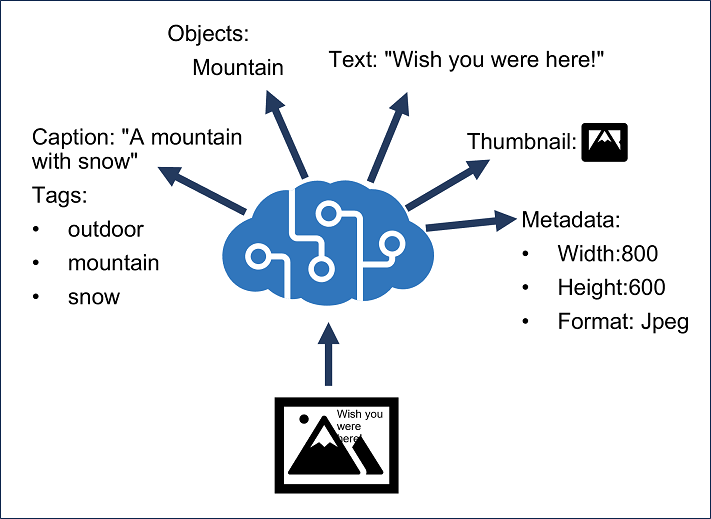 Objects:
Mountain
Text: "Wish you were here!"
Caption: "A mountain
with snow"
Thumbnail:
Tags:
• outdoor
• mountain
• snow
Metadata:
• Width:800
• Height:600
• Format: Jpeg
Wish you
were
here!